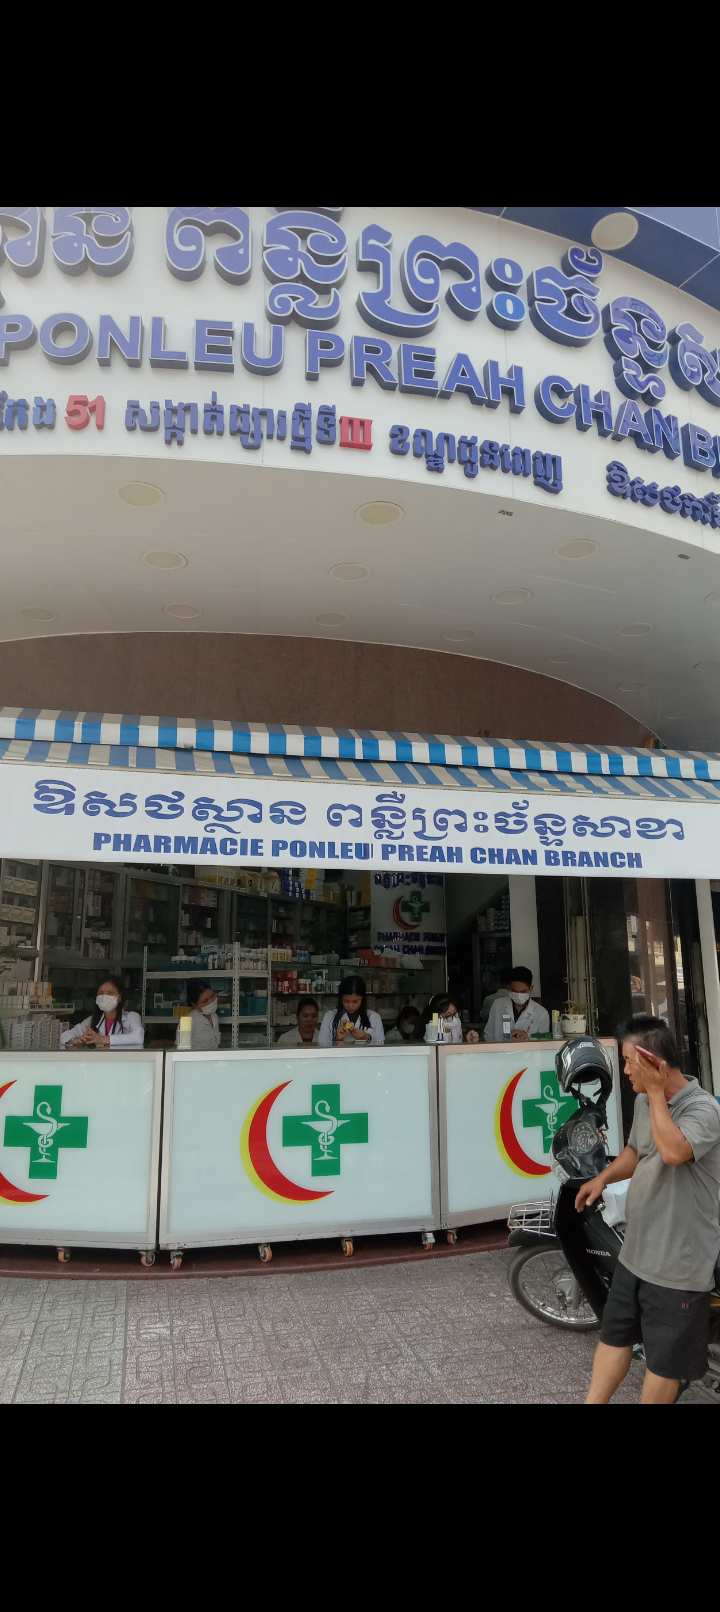 ពន្លឺព្រះច័ន្ទ
PONLEU PREAH CHAN
51 សង្កាត់ផ្សារថ្មីទីIII ខណ្ឌដូនពេញ
ឱសថស្ថាន ពន្លឺព្រះច័ន្ទសាខា
PHARMACIE PONLEU PREAH CHAN BRANCH
HONDA